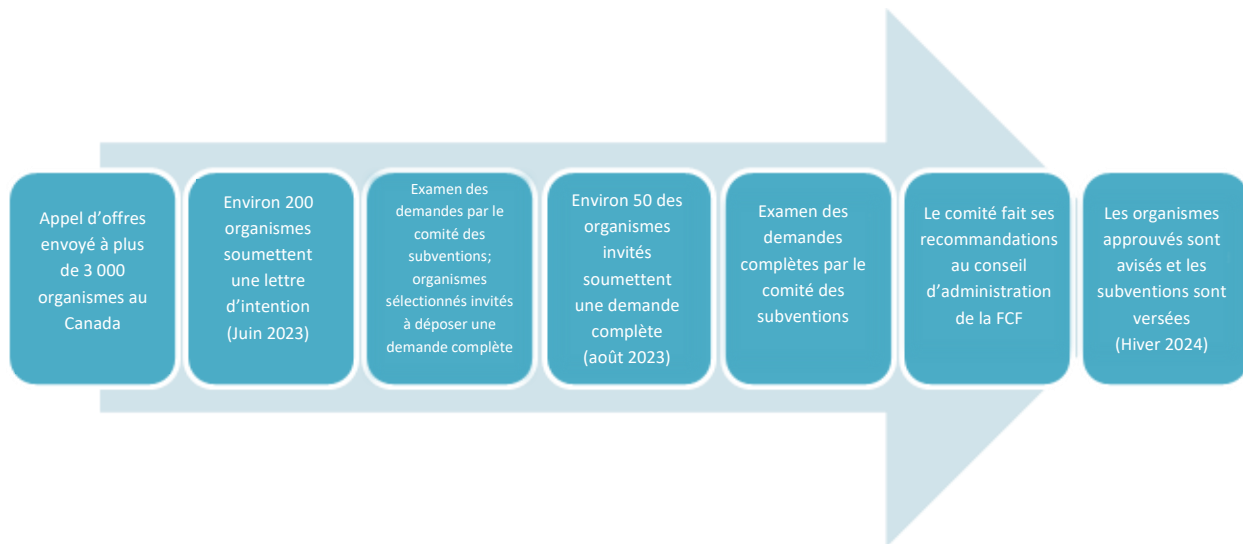 Appel d’offres
envoyé à plus
de 3 000
organismes au
Canada
Environ 200
organismes
soumettent
une lettre
d’intention
(Juin 2023)
Examen des
demandes par le
comité des
subventions;
organismes
sélectionnés invités
à déposer une
demande complète
Environ 50 des
organismes
invités
soumettent
une demande
complète
(août 2023)
Examen des
demandes
complètes par le
comité des
subventions
Le comité fait ses
recommandations
au conseil
d’administration
de la FCF
Les organismes
approuvés sont
avisés et les
subventions sont
versées
(Hiver 2024)